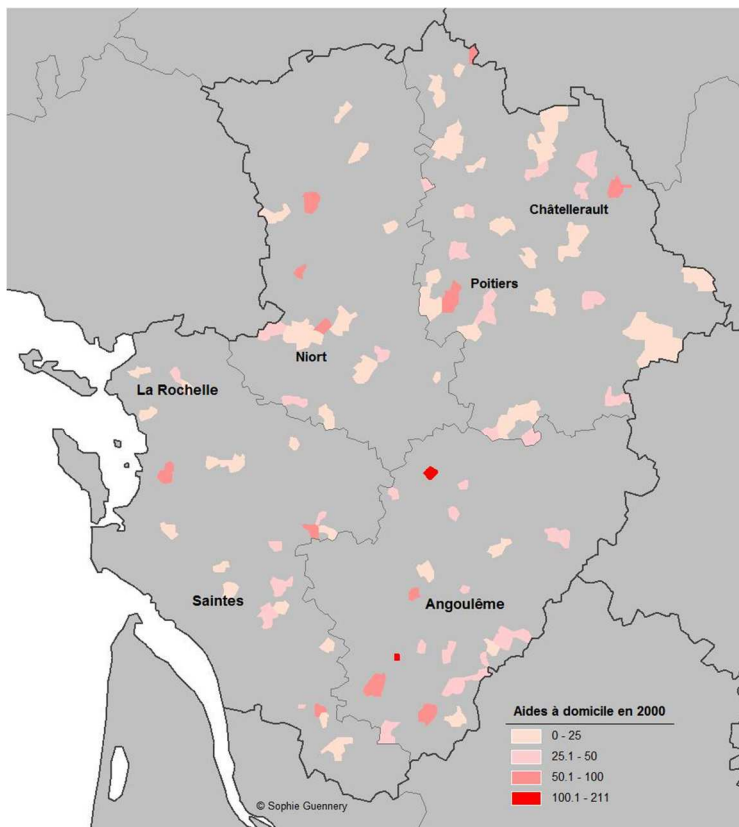 Châtellerault
Poitiers
Niort
La Rochelle
Saintes
Angoulême
Aides à domicile en 2000
0 - 25
25.1 - 50
50.1 - 100
100.1 - 211
© Sophie Guennery